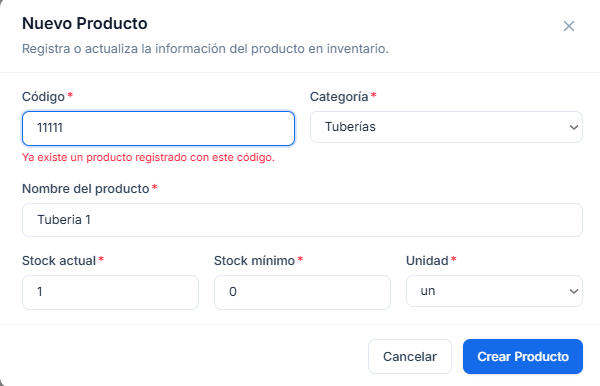 Nuevo Producto
Registra o actualiza la información del producto en inventario.
Código * Categoría *
11111 Tuberías
Ya existe un producto registrado con este código.
Nombre del producto *
Tuberia 1
Stock actual * Stock mínimo * Unidad *
1 0 un
Cancelar Crear Producto